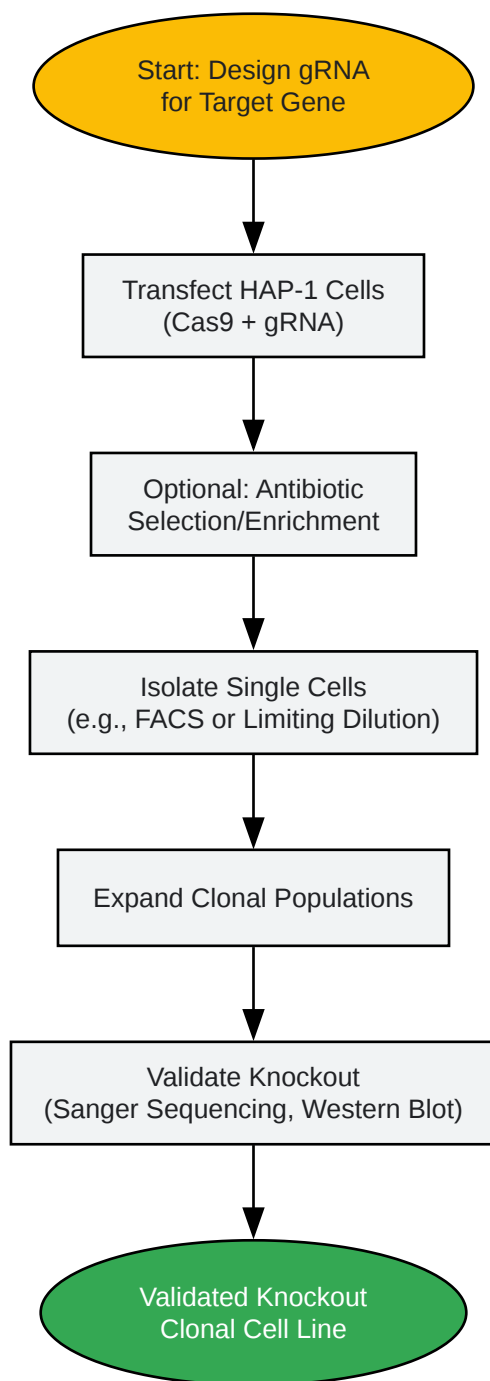 Start: Design gRNA
for Target Gene
Transfect HAP-1 Cells
(Cas9 + gRNA)
Optional: Antibiotic
Selection/Enrichment
Isolate Single Cells
(e.g., FACS or Limiting Dilution)
Expand Clonal Populations
Validate Knockout
(Sanger Sequencing, Western Blot)
Validated Knockout
Clonal Cell Line